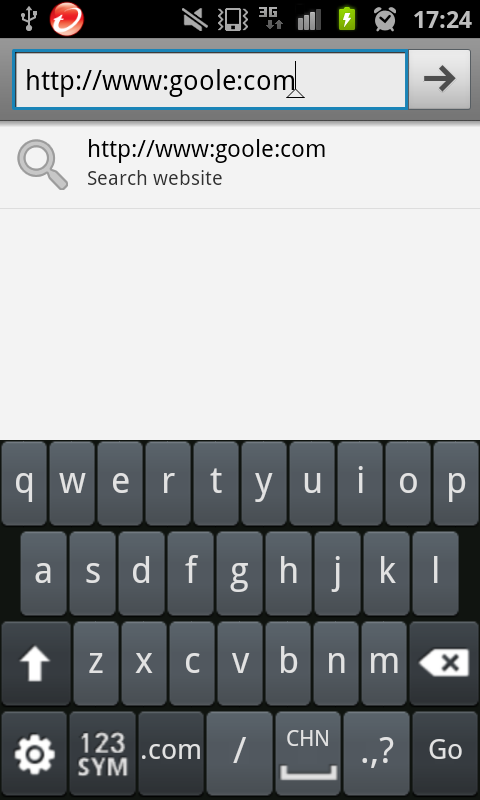 3G
17:24
http://www:goole:com
http://www:goole:com
Search website
q w e r t y u i o p
a s d f g h j k l
z x c v b n m
123
SYM
.com
/
CHN
.,?
Go